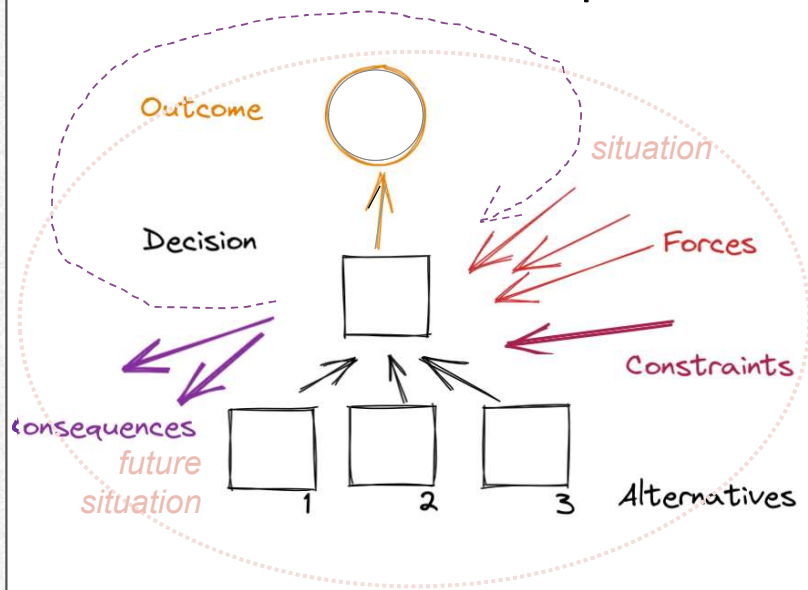 Outcome
situation
Decision
Forces
Constraints
onsequences
future
situation
1
2
3
Alternatives